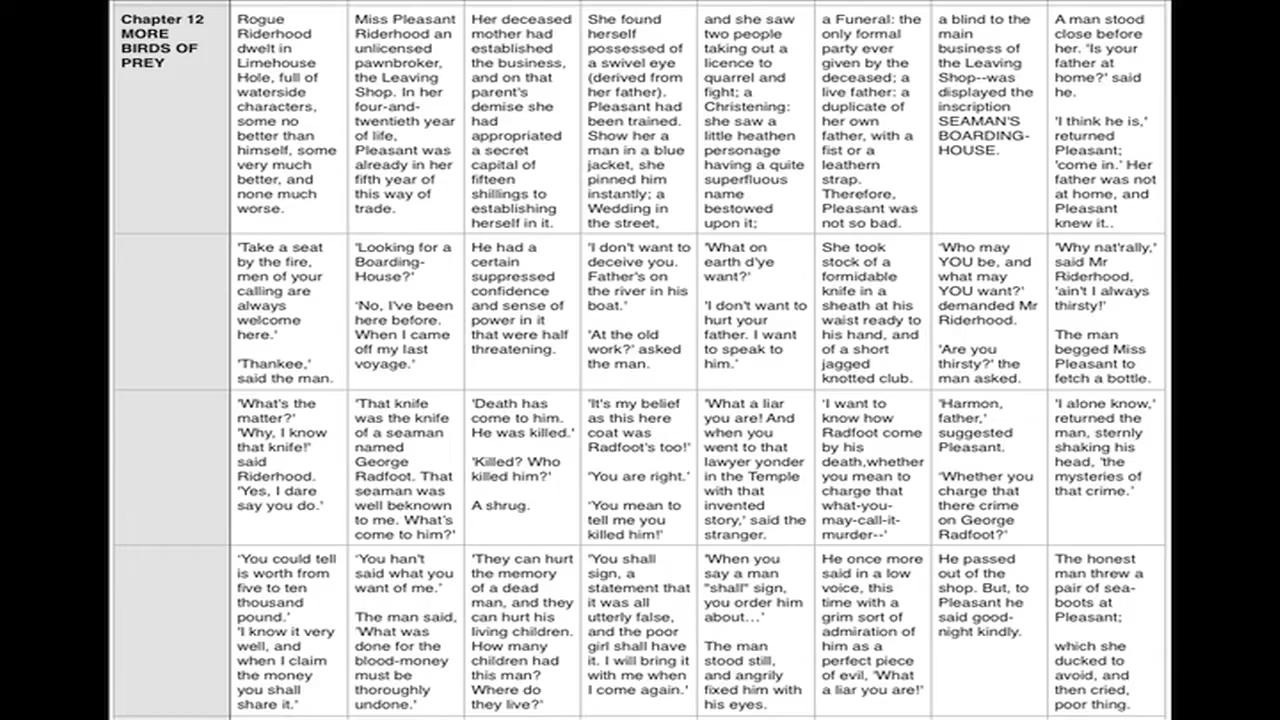 Chapter 12
MORE
BIRDS OF
PREY
Rogue
Riderhood
dwelt in
Limehouse
Hole, full of
waterside
characters,
some no
better than
himself, some
very much
better, and
none much
worse.
Miss Pleasant
Riderhood an
unlicensed
pawnbroker,
the Leaving
Shop. In her
four-and-
twentieth year
of life,
Pleasant was
already in her
fifth year of
this way of
trade.
Her deceased
mother had
established
the business,
and on that
parent's
demise she
had
appropriated
a secret
capital of
fifteen
shillings to
establishing
herself in it.
She found
herself
possessed of
a swivel eye
(derived from
her father).
Pleasant had
been trained.
Show her a
man in a blue
jacket, she
pinned him
instantly; a
Wedding in
the street,
and she saw
two people
taking out a
licence to
quarrel and
fight; a
Christening:
she saw a
little heathen
personage
having a quite
superfluous
name
bestowed
upon it;
a Funeral: the
only formal
party ever
given by the
deceased; a
live father: a
duplicate of
her own
father, with a
fist or a
leathern
strap.
Therefore,
Pleasant was
not so bad.
a blind to the
main
business of
the Leaving
Shop--was
displayed the
inscription
SEAMAN'S
BOARDING-
HOUSE.
A man stood
close before
her. 'Is your
father at
home?' said
he.
'I think he is,'
returned
Pleasant;
'come in.' Her
father was not
at home, and
Pleasant
knew it..
'Take a seat
by the fire,
men of your
calling are
always
welcome
here.'
'Thankee,'
said the man.
'Looking for a
Boarding-
House?'
'No, I've been
here before.
When I came
off my last
voyage.'
He had a
certain
suppressed
confidence
and sense of
power in it
that were half
threatening.
'I don't want to
deceive you.
Father's on
the river in his
boat.'
'At the old
work?' asked
the man.
'What on
earth d'ye
want?'
'I don't want to
hurt your
father. I want
to speak to
him.'
She took
stock of a
formidable
knife in a
sheath at his
waist ready to
his hand, and
of a short
jagged
knotted club.
'Who may
YOU be, and
what may
YOU want?'
demanded Mr
Riderhood.
'Are you
thirsty?' the
man asked.
'Why nat'rally,'
said Mr
Riderhood,
'ain't I always
thirsty!'
The man
begged Miss
Pleasant to
fetch a bottle.
'What's the
matter?'
'Why, I know
that knife!'
said
Riderhood.
'Yes, I dare
say you do.'
'That knife
was the knife
of a seaman
named
George
Radfoot. That
seaman was
well beknown
to me. What's
come to him?'
'Death has
come to him.
He was killed.'
'Killed? Who
killed him?'
A shrug.
'It's my belief
as this here
coat was
Radfoot's too!'
'You are right.'
'You mean to
tell me you
killed him!'
'What a liar
you are! And
when you
went to that
lawyer yonder
in the Temple
with that
invented
story,' said the
stranger.
'I want to
know how
Radfoot come
by his
death,whether
you mean to
charge that
what-you-
may-call-it-
murder--'
'Harmon,
father,'
suggested
Pleasant.
'Whether you
charge that
there crime
on George
Radfoot?'
'I alone know,'
returned the
man, sternly
shaking his
head, 'the
mysteries of
that crime.'
'You could tell
is worth from
five to ten
thousand
pound.'
'I know it very
well, and
when I claim
the money
you shall
share it.'
'You han't
said what you
want of me.'
The man said,
'What was
done for the
blood-money
must be
thoroughly
undone.'
'They can hurt
the memory
of a dead
man, and they
can hurt his
living children.
How many
children had
this man?
Where do
they live?'
'You shall
sign, a
statement that
it was all
utterly false,
and the poor
girl shall have
it. I will bring it
with me when
I come again.'
'When you
say a man
"shall" sign,
you order him
about…'
The man
stood still,
and angrily
fixed him with
his eyes.
He once more
said in a low
voice, this
time with a
grim sort of
admiration of
him as a
perfect piece
of evil, 'What
a liar you are!'
He passed
out of the
shop. But, to
Pleasant he
said good-
night kindly.
The honest
man threw a
pair of sea-
boots at
Pleasant;
which she
ducked to
avoid, and
then cried,
poor thing.